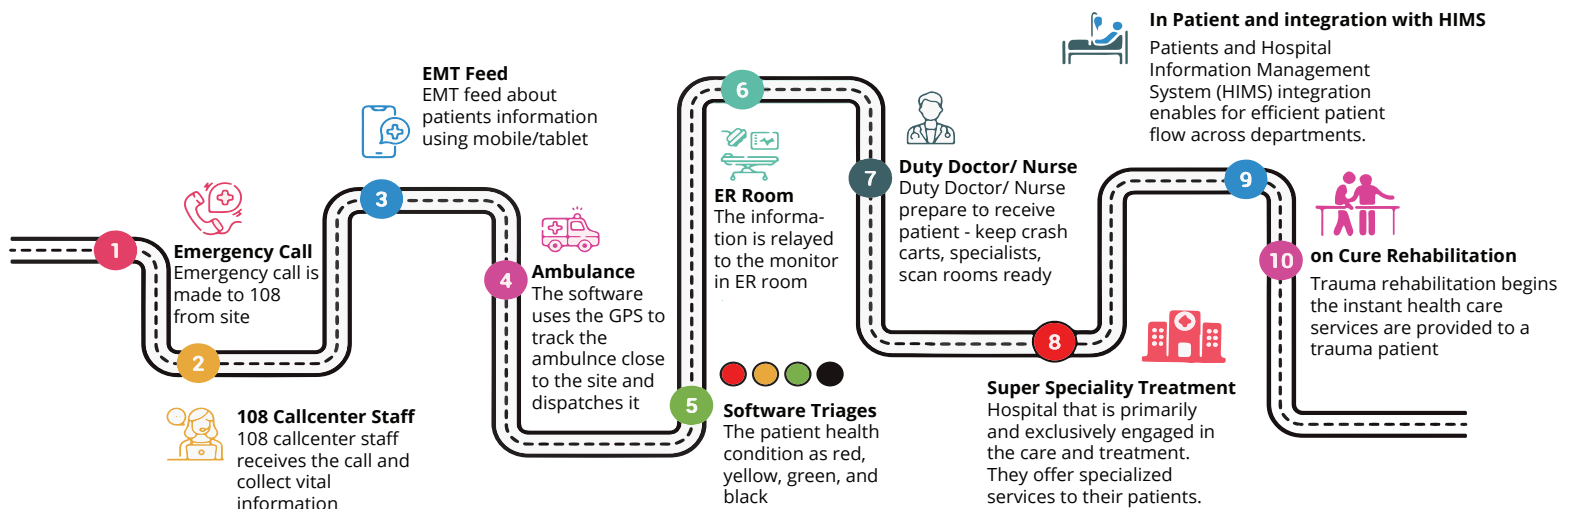 1
Emergency Call
Emergency call is
made to 108
from site
2
108 Callcenter Staff
108 callcenter staff
receives the call and
collect vital
information
3
EMT Feed
EMT feed about
patients information
using mobile/tablet
4
Ambulance
The software
uses the GPS to
track the
ambulnce close
to the site and
dispatches it
5
Software Triages
The patient health
condition as red,
yellow, green, and
black
6
ER Room
The informa-
tion is relayed
to the monitor
in ER room
7
Duty Doctor/ Nurse
Duty Doctor/ Nurse
prepare to receive
patient - keep crash
carts, specialists,
scan rooms ready
8
Super Speciality Treatment
Hospital that is primarily
and exclusively engaged in
the care and treatment.
They offer specialized
services to their patients.
9
In Patient and integration with HIMS
Patients and Hospital
Information Management
System (HIMS) integration
enables for efficient patient
flow across departments.
10
on Cure Rehabilitation
Trauma rehabilitation begins
the instant health care
services are provided to a
trauma patient